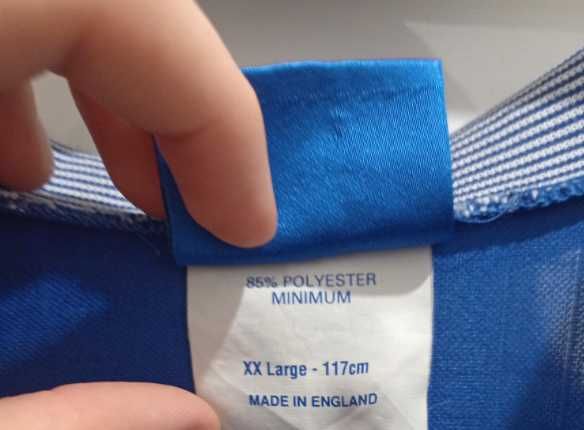 85% POLYESTER
MINIMUM
XX Large - 117cm
MADE IN ENGLAND